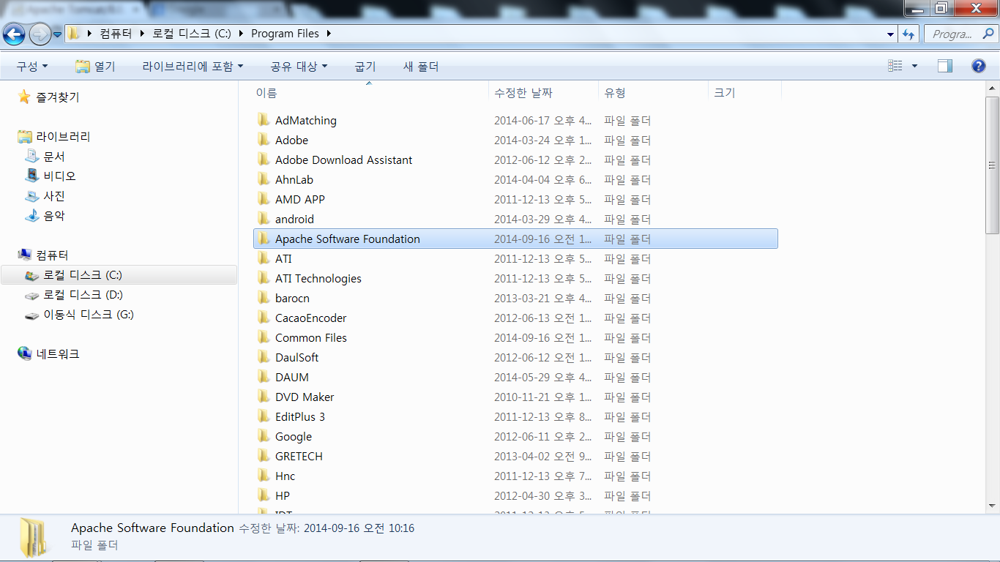 컴퓨터 로컬 디스크 (C:) Program Files Progra...
구성 열기 라이브러리에 포함 공유 대상 굽기 새 폴더
즐겨찾기
라이브러리
문서
비디오
사진
음악
컴퓨터
로컬 디스크 (C:)
로컬 디스크 (D:)
이동식 디스크 (G:)
네트워크
이름 수정한 날짜 유형 크기
AdMatching 2014-06-17 오후 4... 파일 폴더
Adobe 2014-03-24 오후 1... 파일 폴더
Adobe Download Assistant 2012-06-12 오후 2... 파일 폴더
AhnLab 2014-04-04 오후 6... 파일 폴더
AMD APP 2011-12-13 오후 5... 파일 폴더
android 2014-03-29 오후 4... 파일 폴더
Apache Software Foundation 2014-09-16 오전 1... 파일 폴더
ATI 2011-12-13 오후 5... 파일 폴더
ATI Technologies 2011-12-13 오후 5... 파일 폴더
barocn 2013-03-21 오후 4... 파일 폴더
CacaoEncoder 2012-06-13 오전 1... 파일 폴더
Common Files 2014-09-16 오전 1... 파일 폴더
DaulSoft 2012-06-12 오전 1... 파일 폴더
DAUM 2014-05-29 오후 4... 파일 폴더
DVD Maker 2010-11-21 오후 1... 파일 폴더
EditPlus 3 2011-12-13 오후 8... 파일 폴더
Google 2012-06-11 오후 2... 파일 폴더
GRETECH 2013-04-02 오전 9... 파일 폴더
Hnc 2011-12-13 오후 7... 파일 폴더
HP 2012-04-30 오후 3... 파일 폴더
Apache Software Foundation 수정한 날짜: 2014-09-16 오전 10:16
파일 폴더